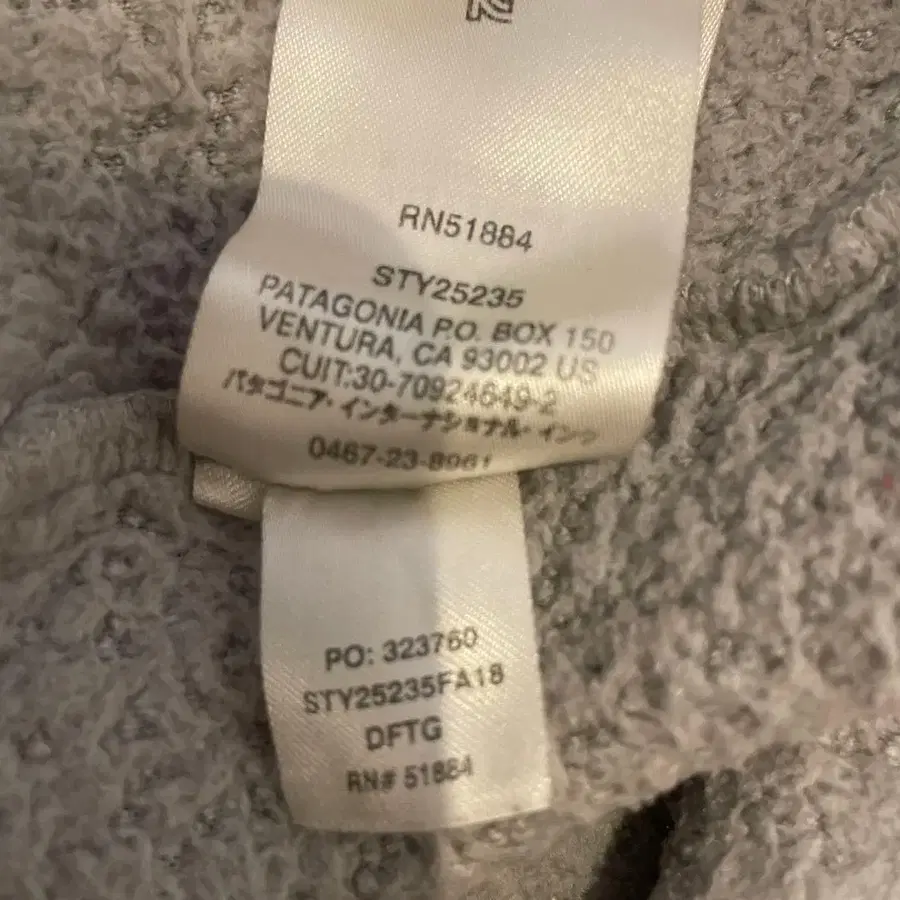 RN51884
STY25235
PATAGONIA P.O. BOX 150
VENTURA, CA 93002 US
CUIT:30-70924649-2
パタゴニア・インターナショナル・インク
0467-23-8961
PO: 323760
STY25235FA18
DFTG
RN# 51884